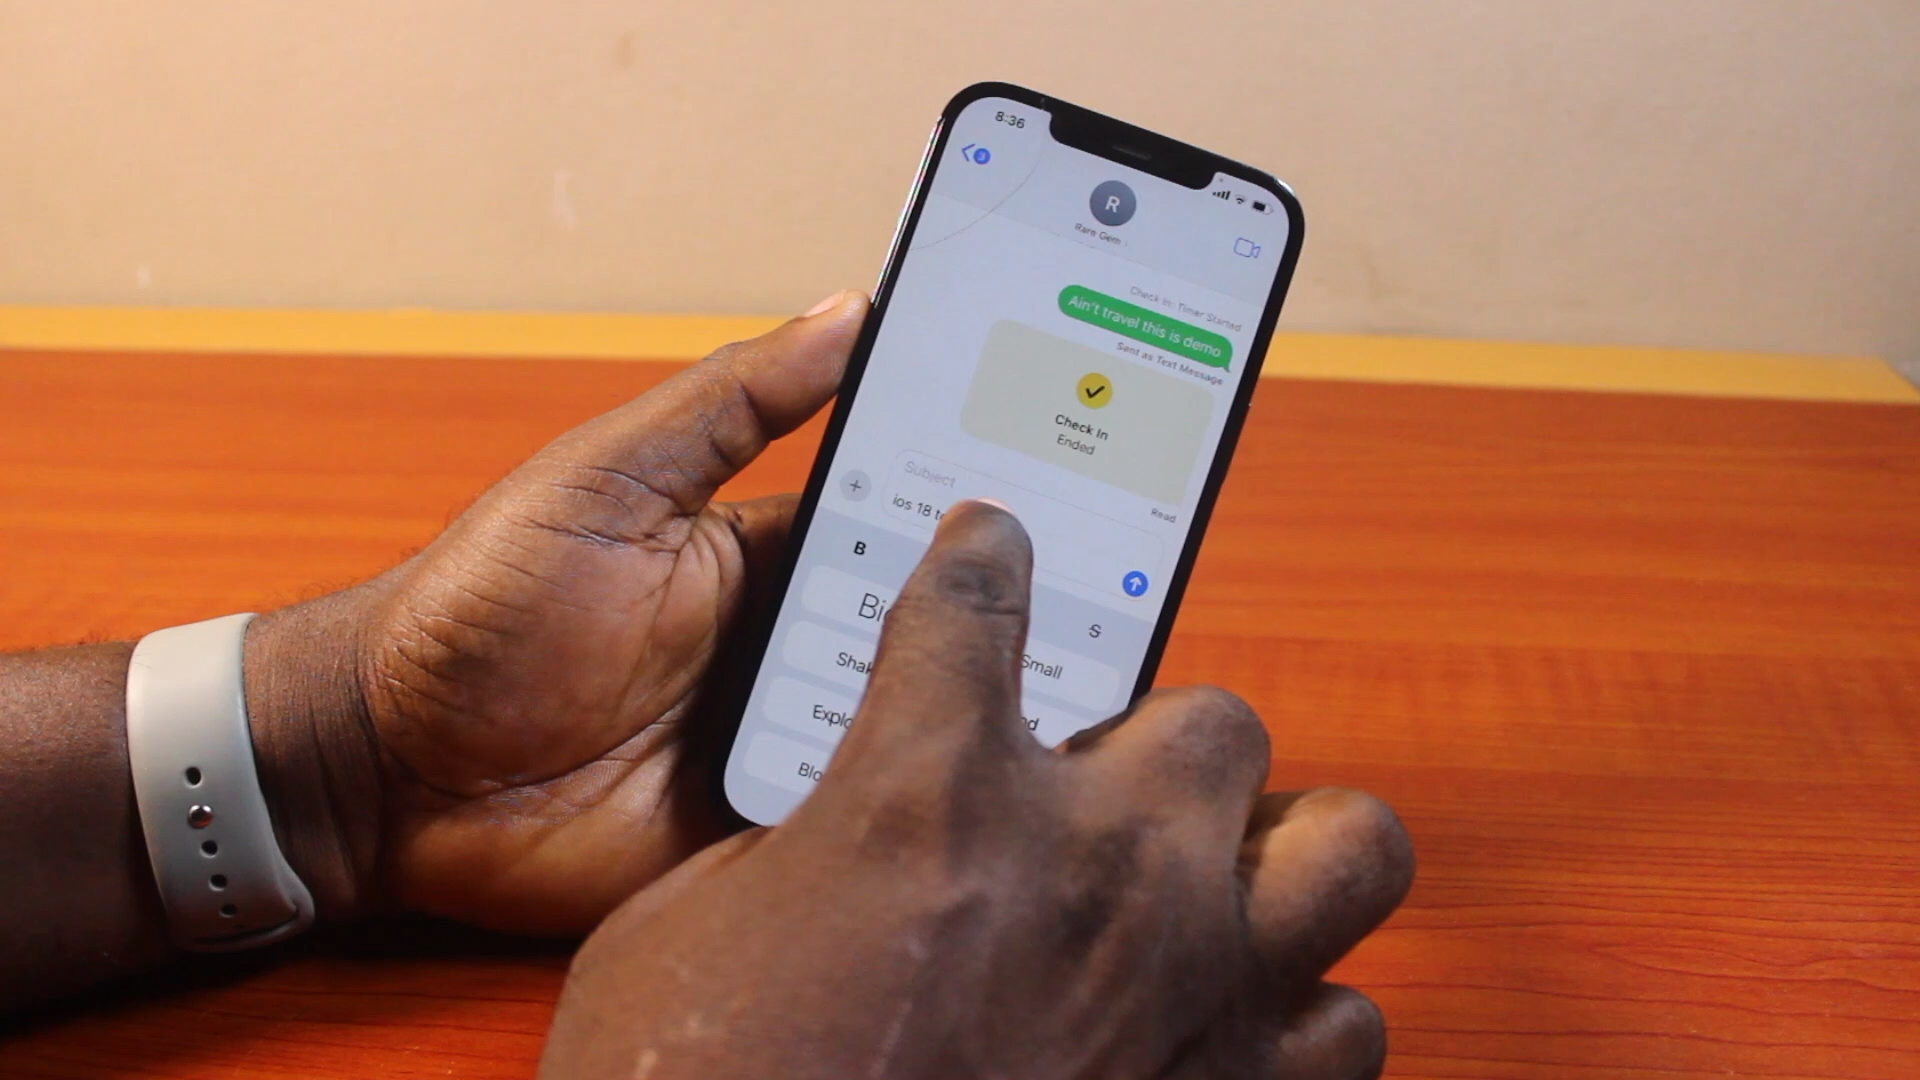 8:36
3
R
Rare Gem
Check In: Timer Started
Ain't travel this is demo
Sent as Text Message
Check In
Ended
Read
Subject
ios 18
B
S
Small